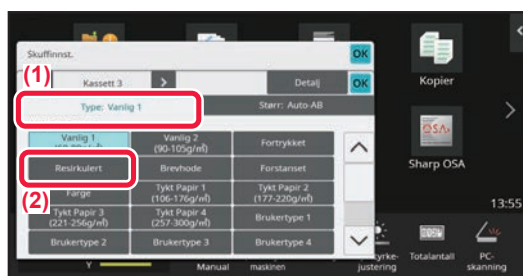 Skuffinnst.
OK
(1)
Kassett 3
>
Detalj
OK
Kopier
Type: Vanlig 1
Størr: Auto-AB
Vanlig 1
Vanlig 2
(90-105g/㎡)
Fortrykket
Resirkulert
Brevhode
Forstanset
Sharp OSA
(2)
Farge
Tykt Papir 1
(106-176g/㎡)
Tykt Papir 2
(177-220g/㎡)
13:55
Tykt Papir 3
(221-256g/㎡)
Tykt Papir 4
(257-300g/㎡)
Brukertype 1
Brukertype 2
Brukertype 3
Brukertype 4
Y
Manual
maskinen
justering
Totalantall
PC-
skanning